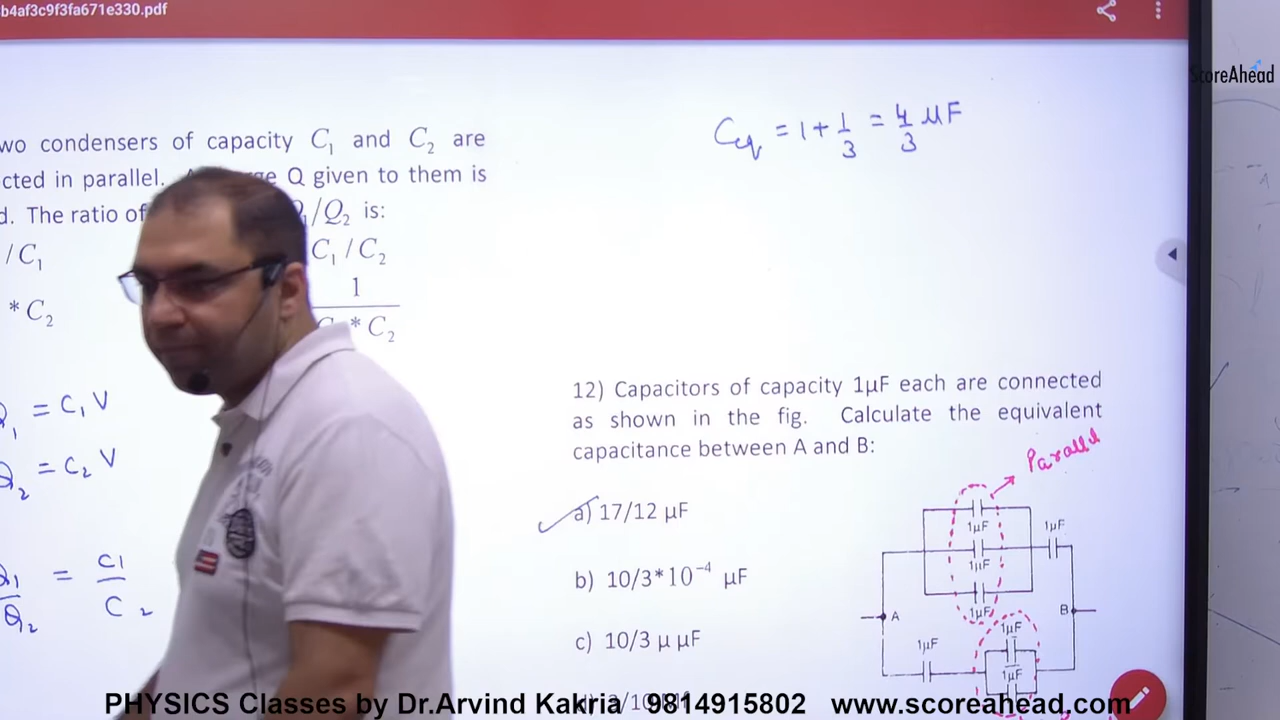 b4af3c9f3fa671e330.pdf
ScoreAhead
wo condensers of capacity C₁ and C₂ are
cted in parallel. Q given to them is
d. The ratio of Q₁/Q₂ is:
/C₁
C₁/C₂
*C₂
1
*C₂
Q₁ = C₁V
Q₂ = C₂V
Q₁/Q₂ = C1/C₂
Ceq = 1 + 1/3 = 4/3 μF
12) Capacitors of capacity 1μF each are connected
as shown in the fig. Calculate the equivalent
capacitance between A and B:
Parallel
a) 17/12 μF
b) 10/3*10⁻⁴ μF
c) 10/3 μ μF
1μF
1μF
1μF
1μF
A
B
1μF
1μF
1μF
PHYSICS Classes by Dr.Arvind Kakria 9814915802 www.scoreahead.com